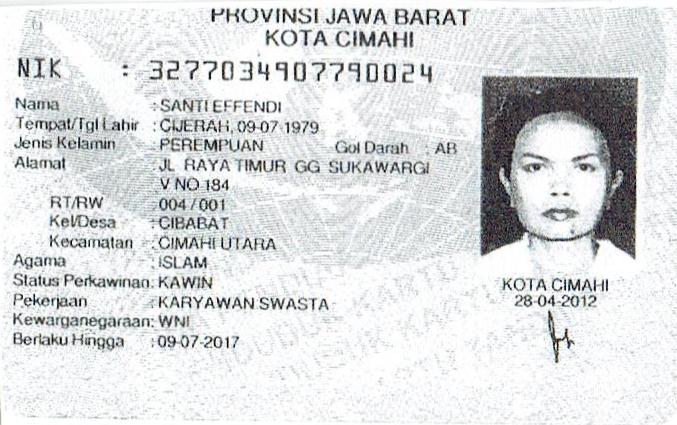 PROVINSI JAWA BARAT
KOTA CIMAHI
NIK : 3277034907790024
Nama : SANTI EFFENDI
Tempat/Tgl Lahir : CIJERAH, 09-07-1979
Jenis Kelamin : PEREMPUAN Gol Darah : AB
Alamat : JL RAYA TIMUR GG SUKAWARGI
V NO 184
RT/RW : 004/001
Kel/Desa : CIBABAT
Kecamatan : CIMAHI UTARA
Agama : ISLAM
Status Perkawinan: KAWIN
Pekerjaan : KARYAWAN SWASTA
Kewarganegaraan: WNI
Berlaku Hingga : 09-07-2017
KOTA CIMAHI
28-04-2012